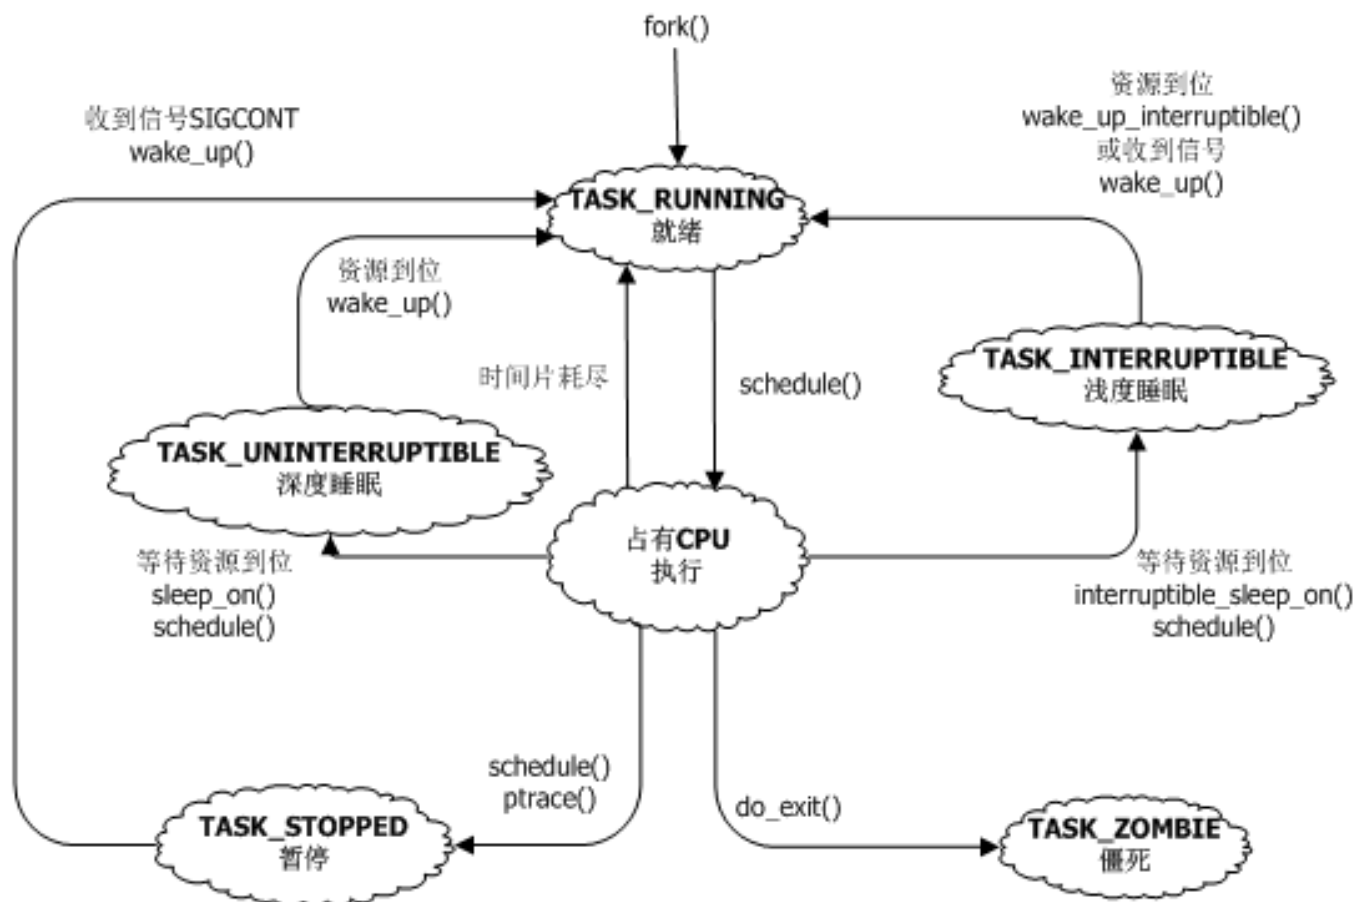 fork()
收到信号SIGCONT
wake_up()
资源到位
wake_up_interruptible()
或收到信号
wake_up()
TASK_RUNNING
就绪
资源到位
wake_up()
时间片耗尽
schedule()
TASK_INTERRUPTIBLE
浅度睡眠
TASK_UNINTERRUPTIBLE
深度睡眠
占有CPU
执行
等待资源到位
sleep_on()
schedule()
等待资源到位
interruptible_sleep_on()
schedule()
schedule()
ptrace()
do_exit()
TASK_STOPPED
暂停
TASK_ZOMBIE
僵死